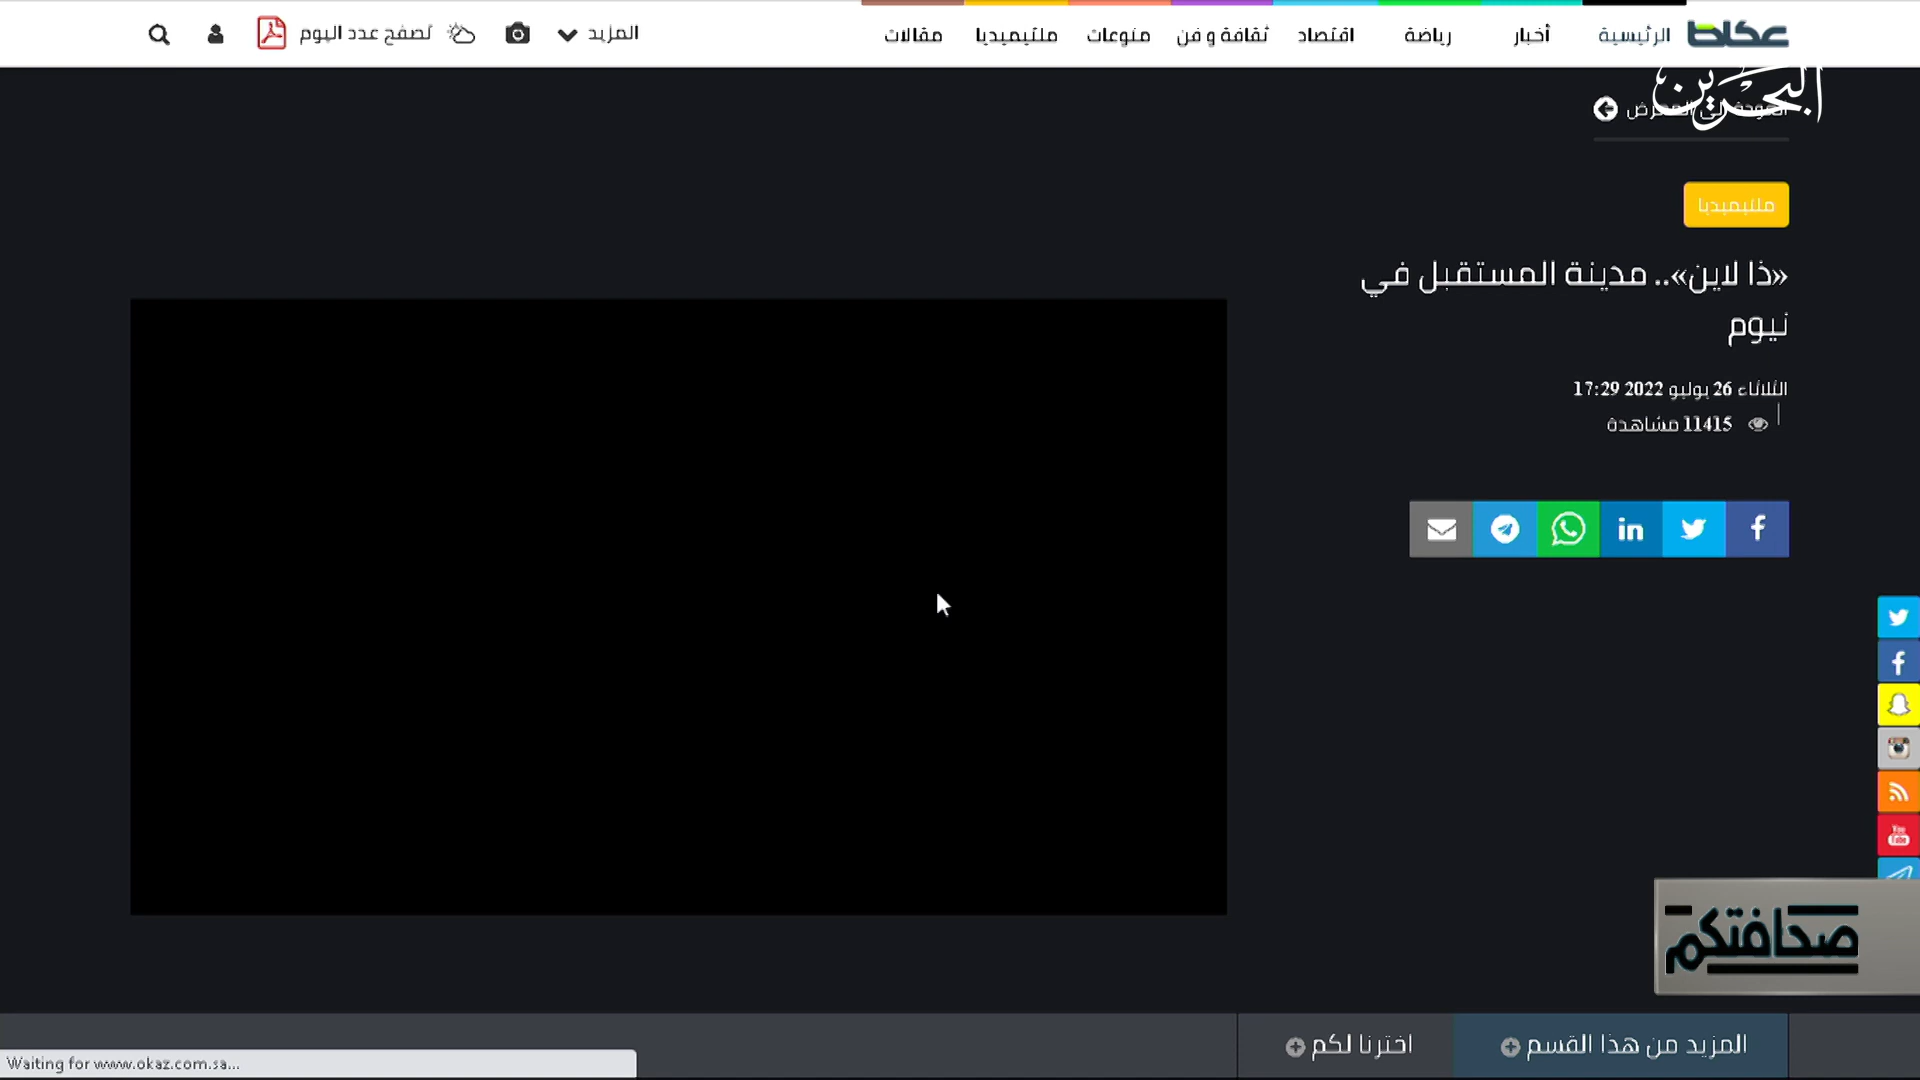 عكاظ
الرئيسية
أخبار
رياضة
اقتصاد
ثقافة و فن
منوعات
ملتيميديا
مقالات
المزيد
تصفح عدد اليوم
البحرين
ملتيميديا
«ذا لاين».. مدينة المستقبل في
نيوم
الثلاثاء 26 يوليو 2022 17:29
11415 مشاهدة
You
Tube
صحافتكم
المزيد من هذا القسم
اخترنا لكم
Waiting for www.okaz.com.sa...